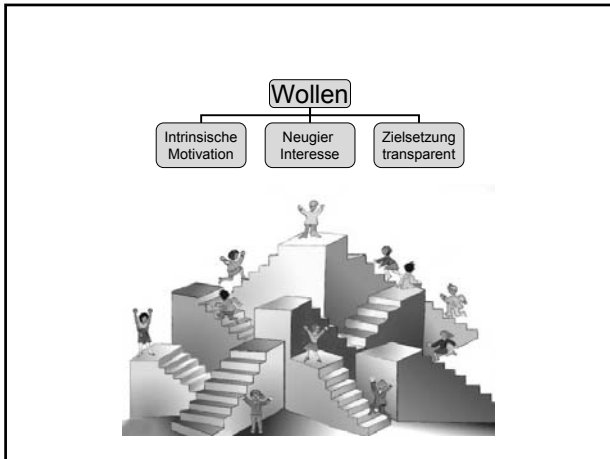 Wollen
Intrinsische
Motivation
Neugier
Interesse
Zielsetzung
transparent